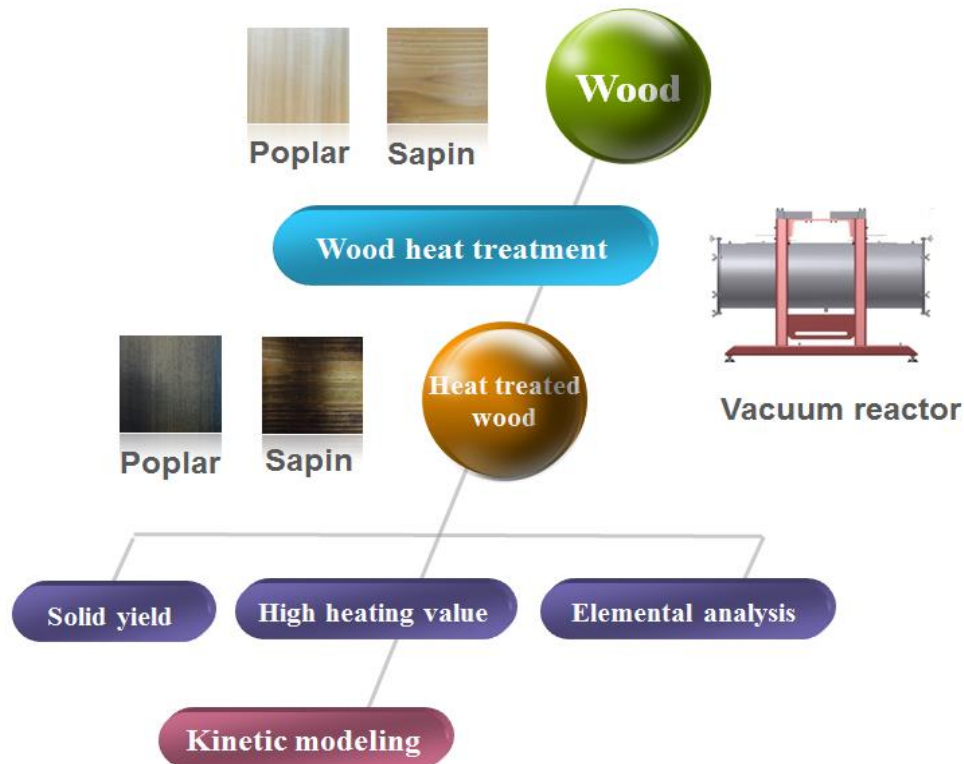 Wood
Poplar
Sapin
Wood heat treatment
Vacuum reactor
Heat treated
wood
Poplar
Sapin
Solid yield
High heating value
Elemental analysis
Kinetic modeling